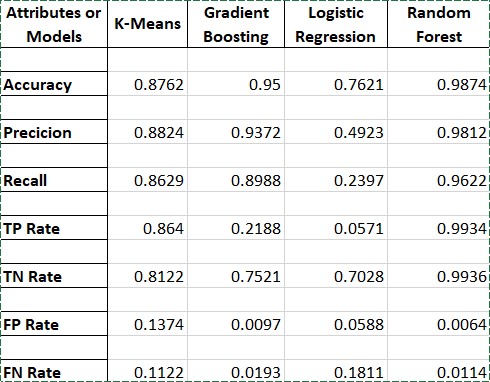 Attributes or Models K-Means Gradient Boosting Logistic Regression Random Forest
Accuracy 0.8762 0.95 0.7621 0.9874
Precicion 0.8824 0.9372 0.4923 0.9812
Recall 0.8629 0.8988 0.2397 0.9622
TP Rate 0.864 0.2188 0.0571 0.9934
TN Rate 0.8122 0.7521 0.7028 0.9936
FP Rate 0.1374 0.0097 0.0588 0.0064
FN Rate 0.1122 0.0193 0.1811 0.0114